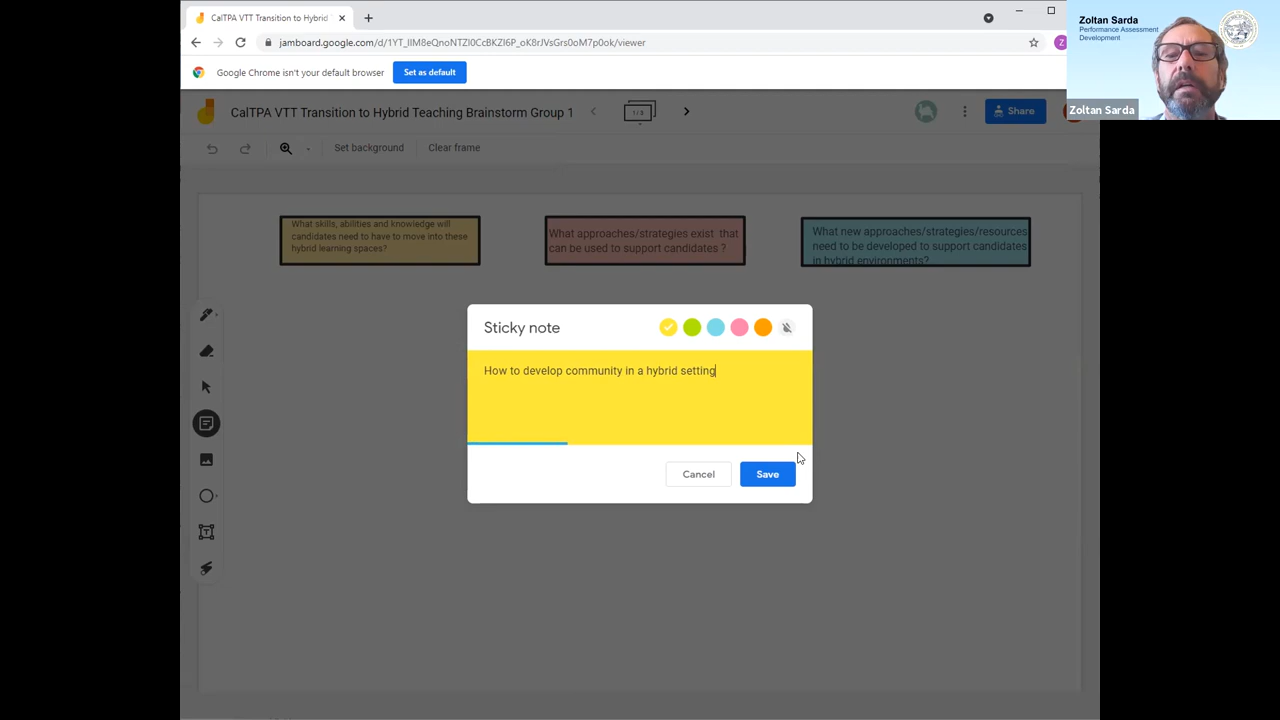 CalTPA VTT Transition to Hybrid
jamboard.google.com/d/1YT_IIM8eQnoNTZI0CcBKZI6P_oK8rJVsGrs0oM7p0ok/viewer
Google Chrome isn't your default browser
Set as default
Zoltan Sarda
Performance Assessment
Development
Zoltan Sarda
CalTPA VTT Transition to Hybrid Teaching Brainstorm Group 1
1/3
Share
Set background
Clear frame
What skills, abilities and knowledge will
candidates need to have to move into these
hybrid learning spaces?
What approaches/strategies exist that
can be used to support candidates ?
What new approaches/strategies/resources
need to be developed to support candidates
in hybrid environments?
Sticky note
How to develop community in a hybrid setting
Cancel
Save